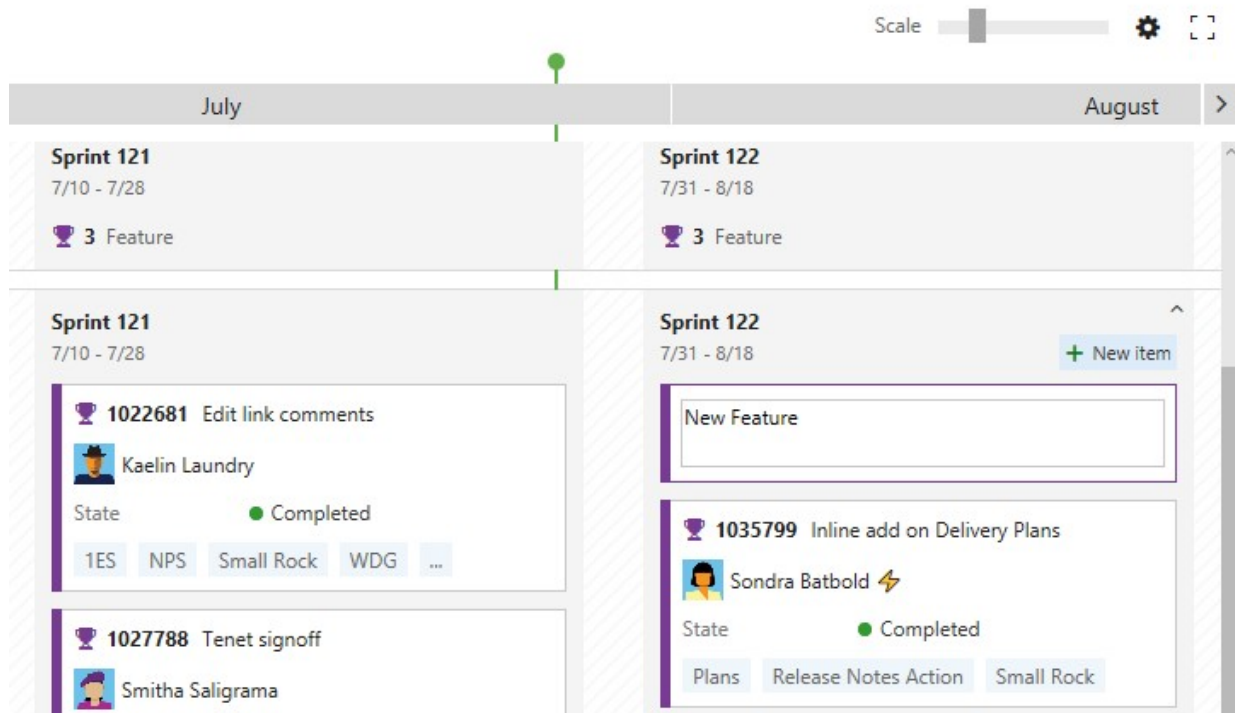 Scale
July August
Sprint 121
7/10 - 7/28
3 Feature
Sprint 122
7/31 - 8/18
3 Feature
Sprint 121
7/10 - 7/28
1022681 Edit link comments
Kaelin Laundry
State Completed
1ES NPS Small Rock WDG ...
1027788 Tenet signoff
Smitha Saligrama
Sprint 122
7/31 - 8/18
+ New item
New Feature
1035799 Inline add on Delivery Plans
Sondra Batbold
State Completed
Plans Release Notes Action Small Rock